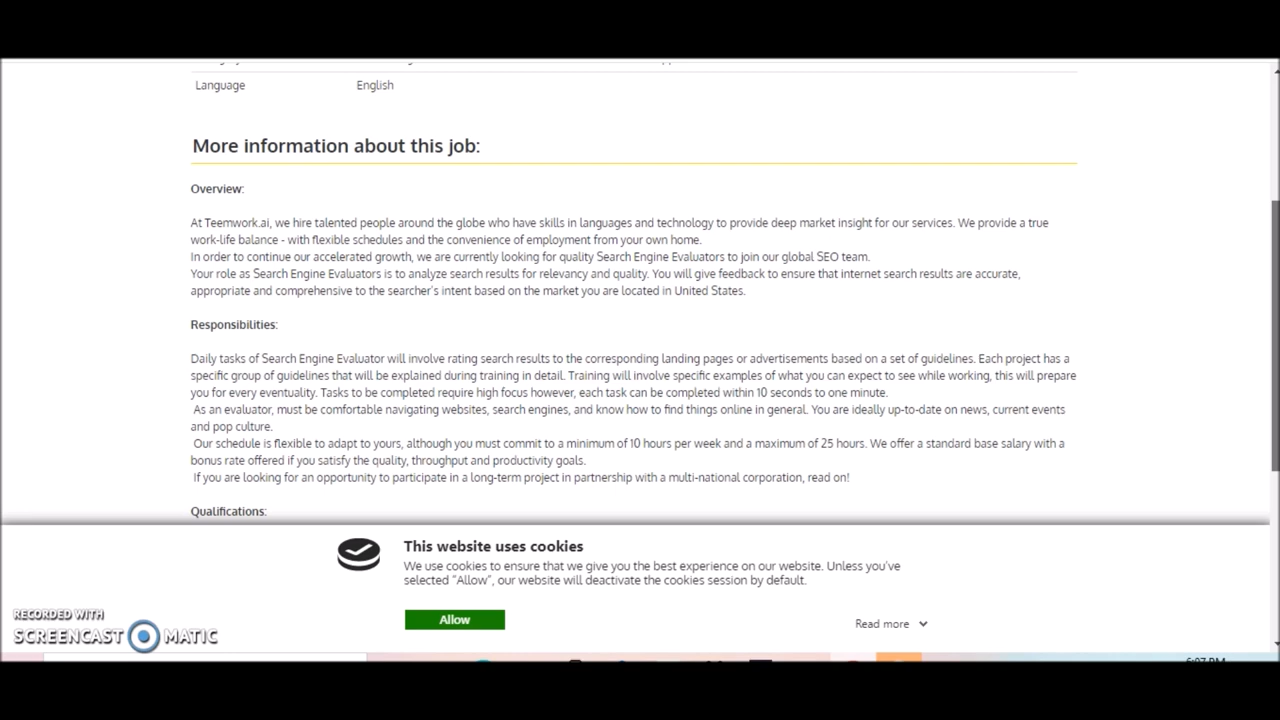 Language English
More information about this job:
Overview:
At Teemwork.ai, we hire talented people around the globe who have skills in languages and technology to provide deep market insight for our services. We provide a true
work-life balance - with flexible schedules and the convenience of employment from your own home.
In order to continue our accelerated growth, we are currently looking for quality Search Engine Evaluators to join our global SEO team.
Your role as Search Engine Evaluators is to analyze search results for relevancy and quality. You will give feedback to ensure that internet search results are accurate,
appropriate and comprehensive to the searcher's intent based on the market you are located in United States.
Responsibilities:
Daily tasks of Search Engine Evaluator will involve rating search results to the corresponding landing pages or advertisements based on a set of guidelines. Each project has a
specific group of guidelines that will be explained during training in detail. Training will involve specific examples of what you can expect to see while working, this will prepare
you for every eventuality. Tasks to be completed require high focus however, each task can be completed within 10 seconds to one minute.
As an evaluator, must be comfortable navigating websites, search engines, and know how to find things online in general. You are ideally up-to-date on news, current events
and pop culture.
Our schedule is flexible to adapt to yours, although you must commit to a minimum of 10 hours per week and a maximum of 25 hours. We offer a standard base salary with a
bonus rate offered if you satisfy the quality, throughput and productivity goals.
If you are looking for an opportunity to participate in a long-term project in partnership with a multi-national corporation, read on!
Qualifications:
This website uses cookies
We use cookies to ensure that we give you the best experience on our website. Unless you've
selected "Allow", our website will deactivate the cookies session by default.
Allow
Read more
RECORDED WITH
SCREENCAST MATIC